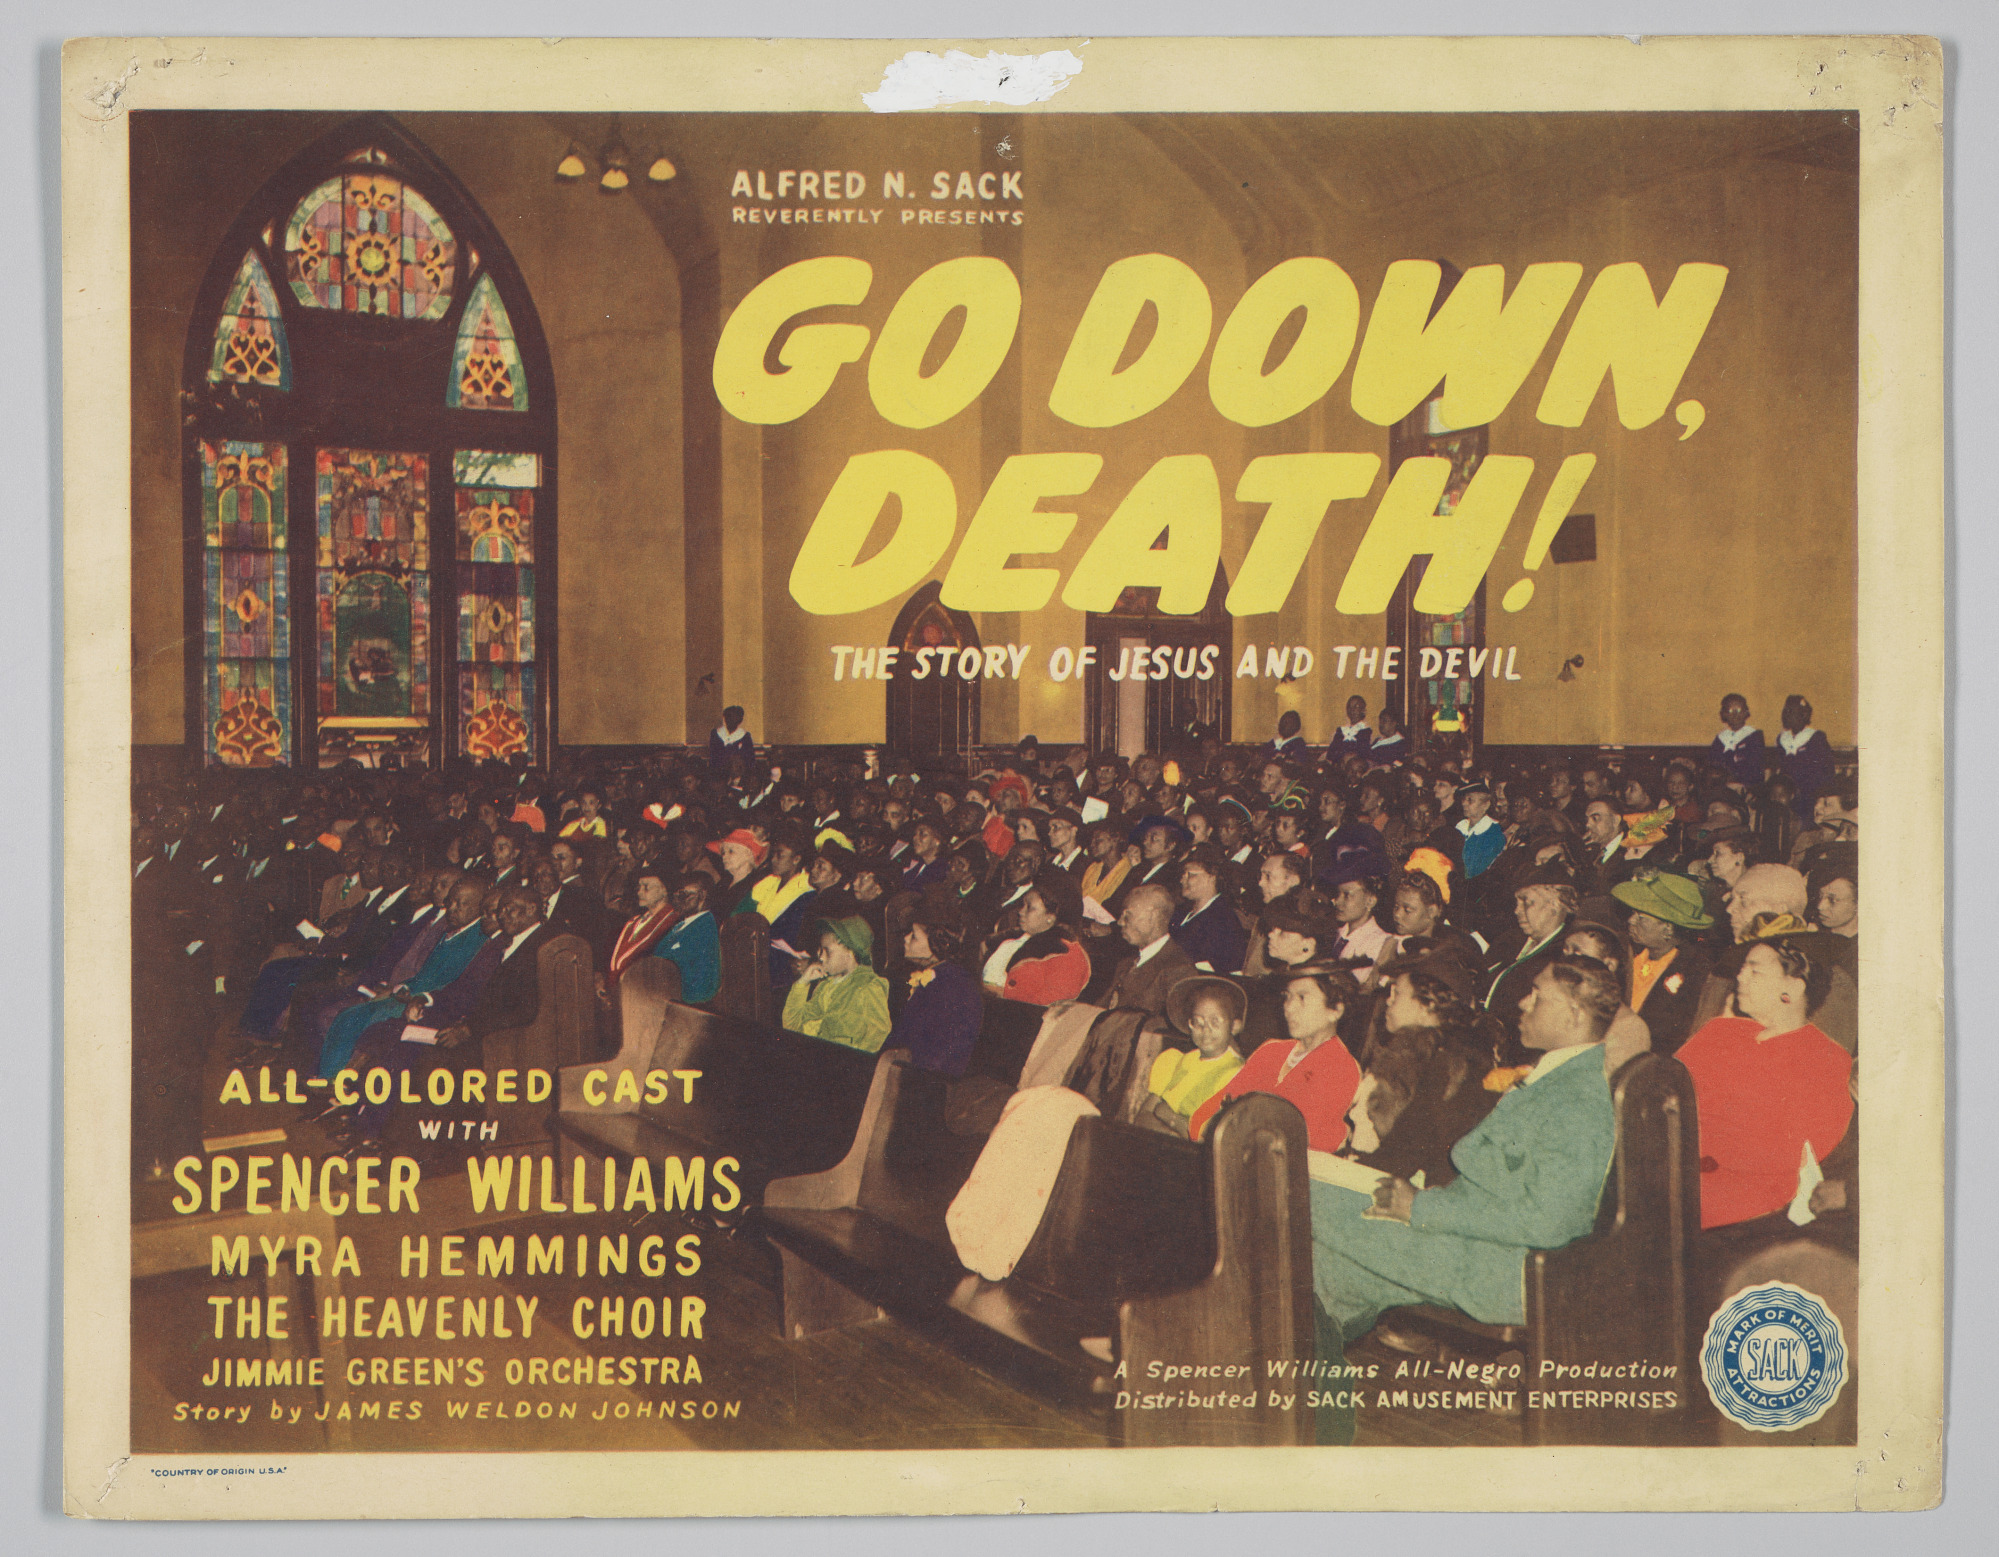 ALFRED N. SACK
REVERENTLY PRESENTS
GO DOWN,
DEATH!
THE STORY OF JESUS AND THE DEVIL
ALL-COLORED CAST
WITH
SPENCER WILLIAMS
MYRA HEMMINGS
THE HEAVENLY CHOIR
JIMMIE GREEN'S ORCHESTRA
Story by JAMES WELDON JOHNSON
A Spencer Williams All-Negro Production
Distributed by SACK AMUSEMENT ENTERPRISES
MARK OF MERIT
SACK
ATTRACTIONS
"COUNTRY OF ORIGIN U.S.A."